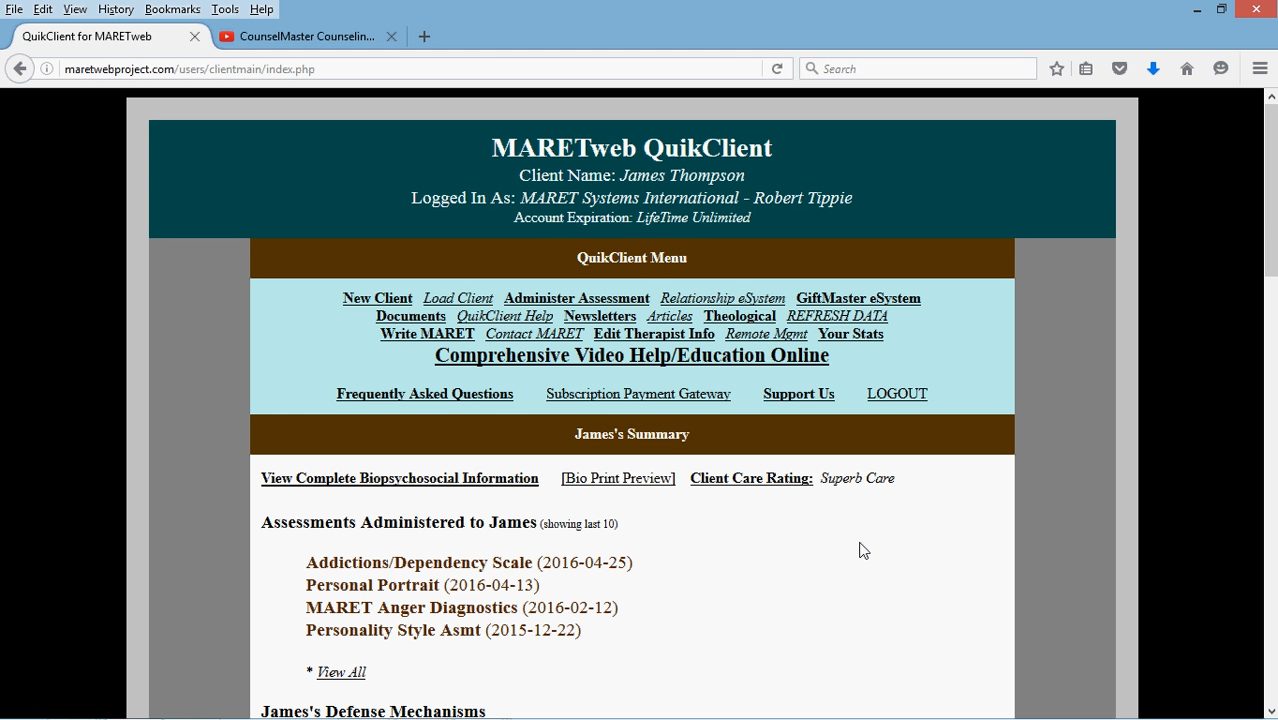 File Edit View History Bookmarks Tools Help
QuikClient for MARETweb
CounselMaster Counselin...
maretwebproject.com/users/clientmain/index.php
Search
MARETweb QuikClient
Client Name: James Thompson
Logged In As: MARET Systems International - Robert Tippie
Account Expiration: LifeTime Unlimited
QuikClient Menu
New Client Load Client Administer Assessment Relationship eSystem GiftMaster eSystem
Documents QuikClient Help Newsletters Articles Theological REFRESH DATA
Write MARET Contact MARET Edit Therapist Info Remote Mgmt Your Stats
Comprehensive Video Help/Education Online
Frequently Asked Questions Subscription Payment Gateway Support Us LOGOUT
James's Summary
View Complete Biopsychosocial Information [Bio Print Preview] Client Care Rating: Superb Care
Assessments Administered to James (showing last 10)
Addictions/Dependency Scale (2016-04-25)
Personal Portrait (2016-04-13)
MARET Anger Diagnostics (2016-02-12)
Personality Style Asmt (2015-12-22)
* View All
James's Defense Mechanisms